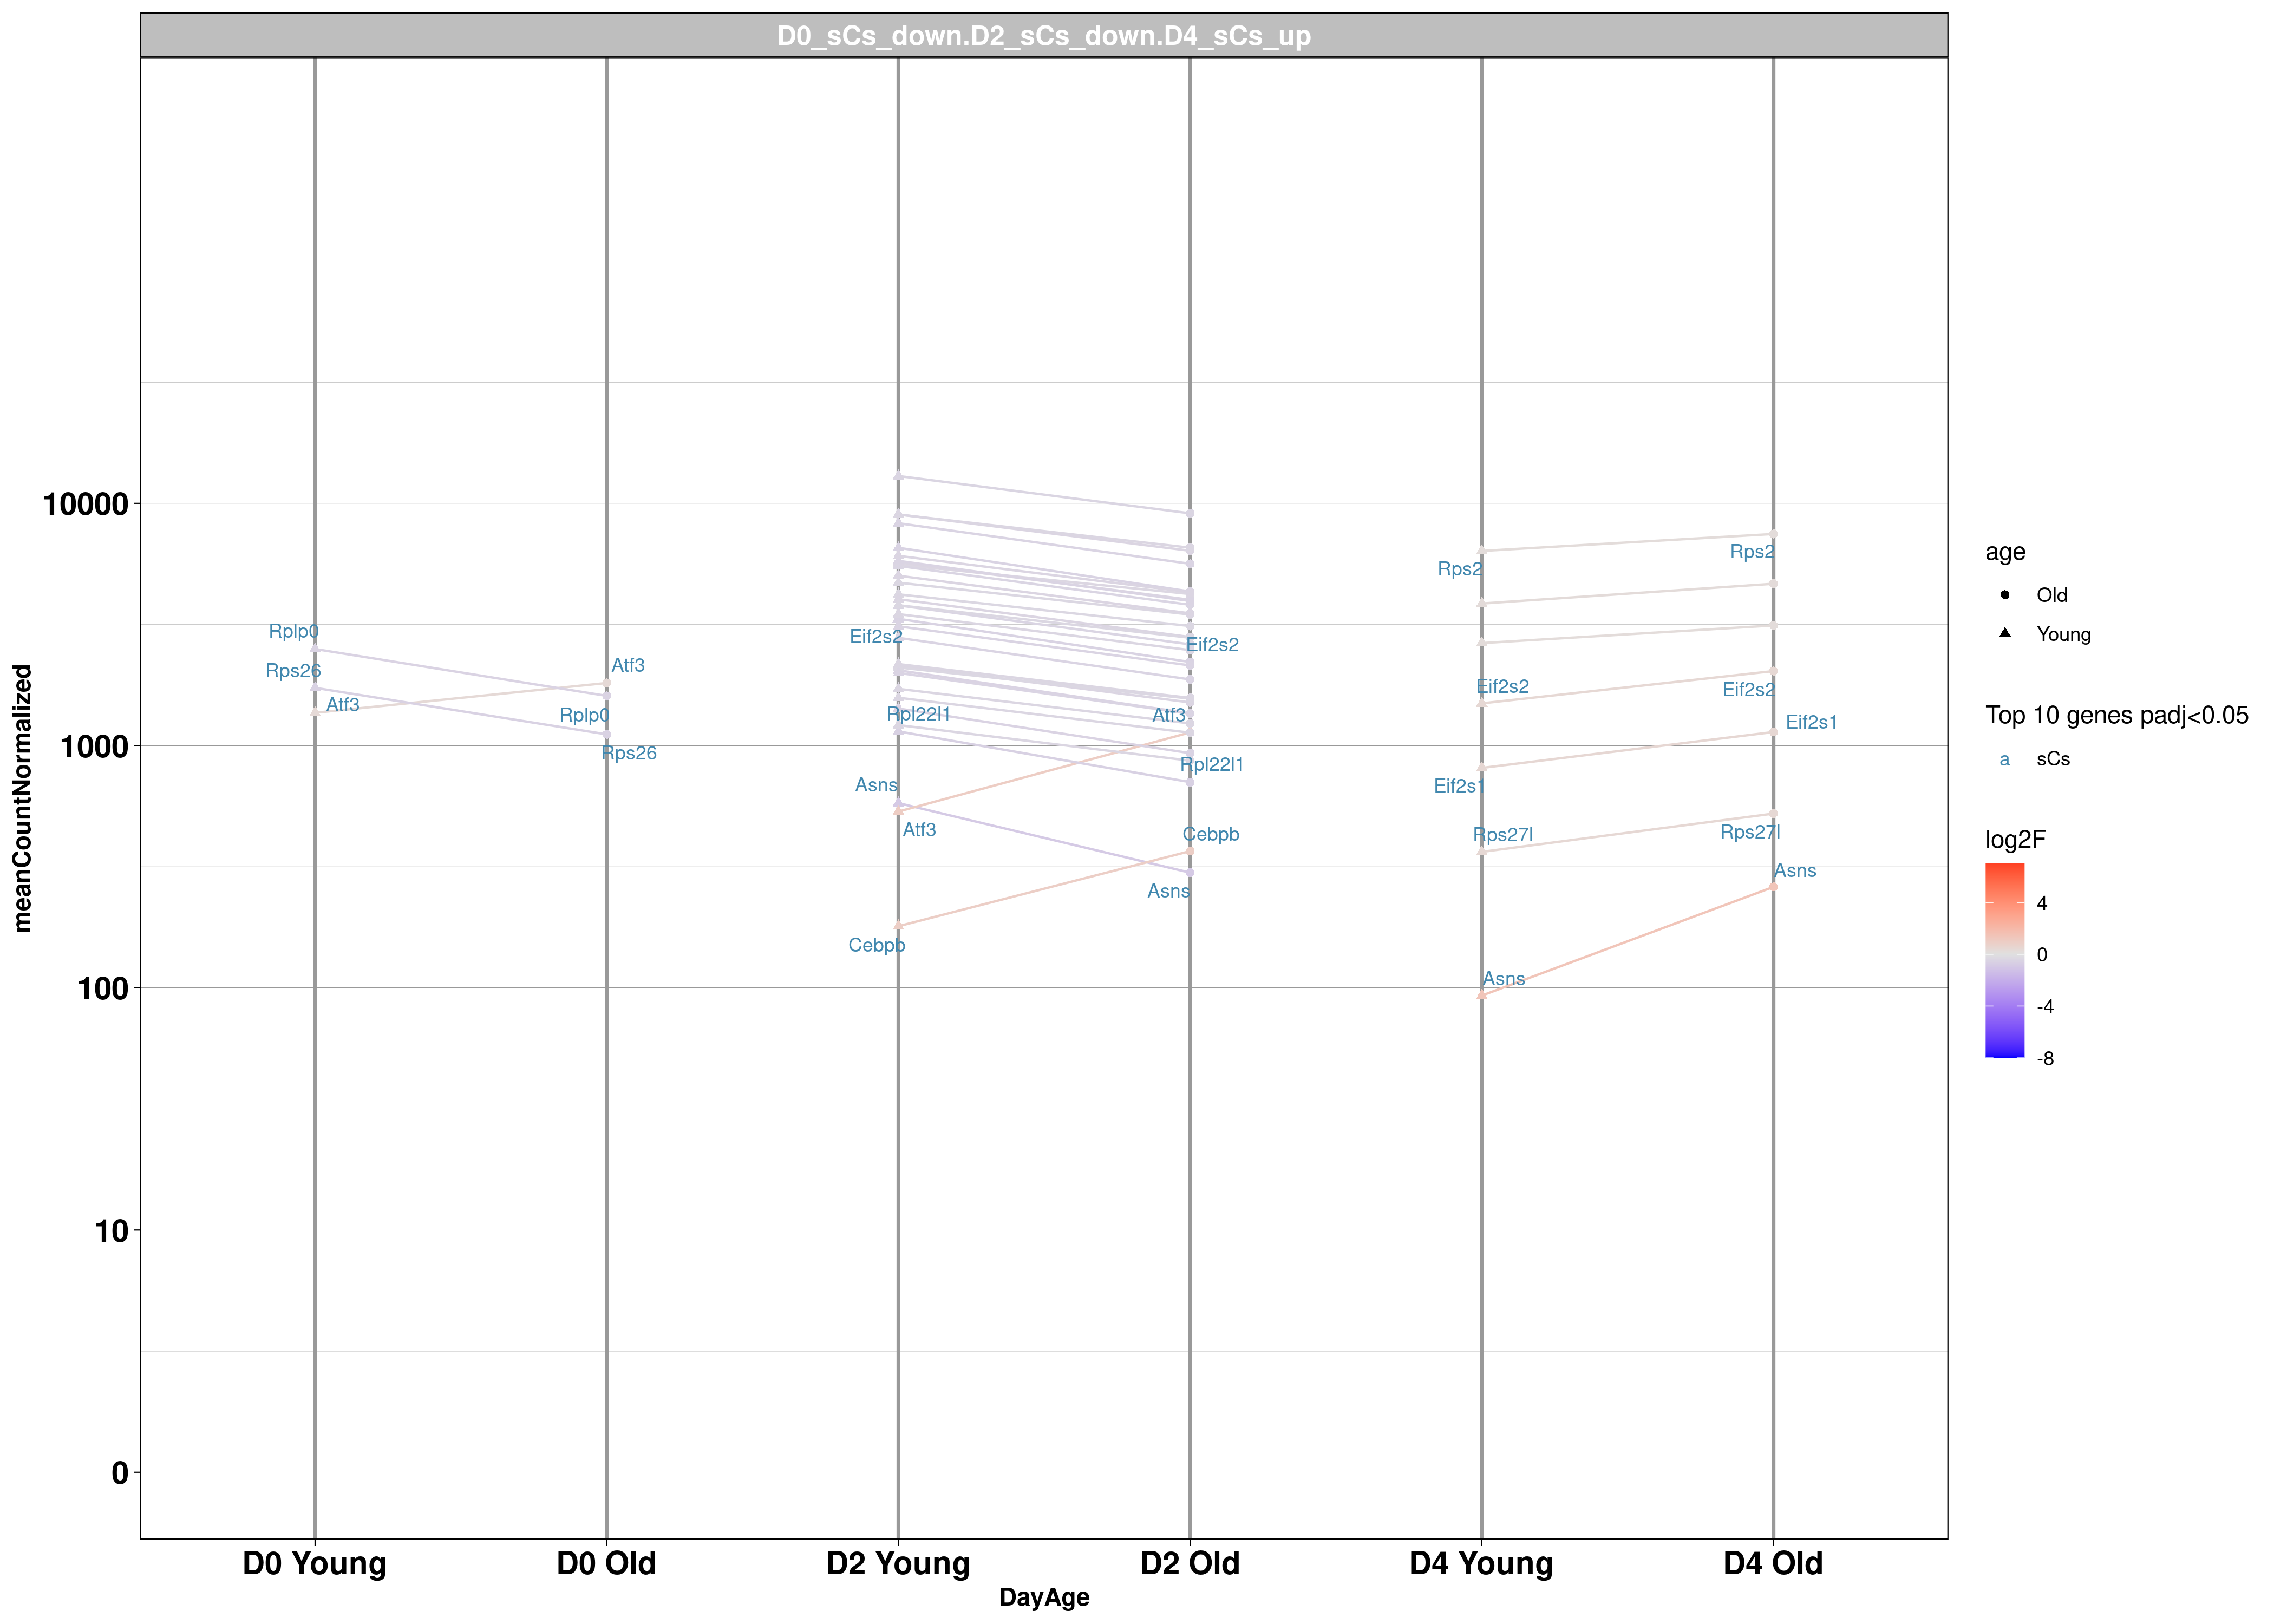 D0_sCs_down.D2_sCs_down.D4_sCs_up
meanCountNormalized
10000
1000
100
10
0
Rplp0
Rps26
Atf3
Atf3
Rplp0
Rps26
Eif2s2
Rpl22l1
Asns
Atf3
Cebpb
Eif2s2
Atf3
Rpl22l1
Cebpb
Asns
Rps2
Eif2s2
Eif2s1
Rps27l
Asns
Rps2
Eif2s2
Eif2s1
Rps27l
Asns
D0 Young
D0 Old
D2 Young
D2 Old
D4 Young
D4 Old
DayAge
age
Old
Young
Top 10 genes padj<0.05
a sCs
log2F
4
0
-4
-8